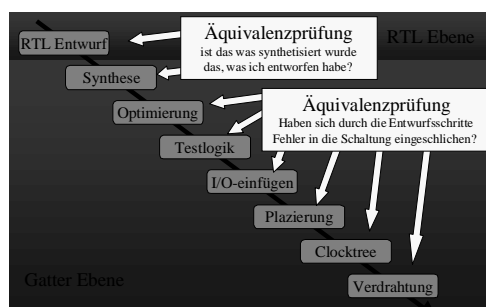 Äquivalenzprüfung
ist das was synthetisiert wurde
das, was ich entworfen habe?
RTL Ebene
RTL Entwurf
Synthese
Optimierung
Äquivalenzprüfung
Haben sich durch die Entwurfsschritte
Fehler in die Schaltung eingeschlichen?
Testlogik
I/O-einfügen
Plazierung
Clocktree
Gatter Ebene
Verdrahtung